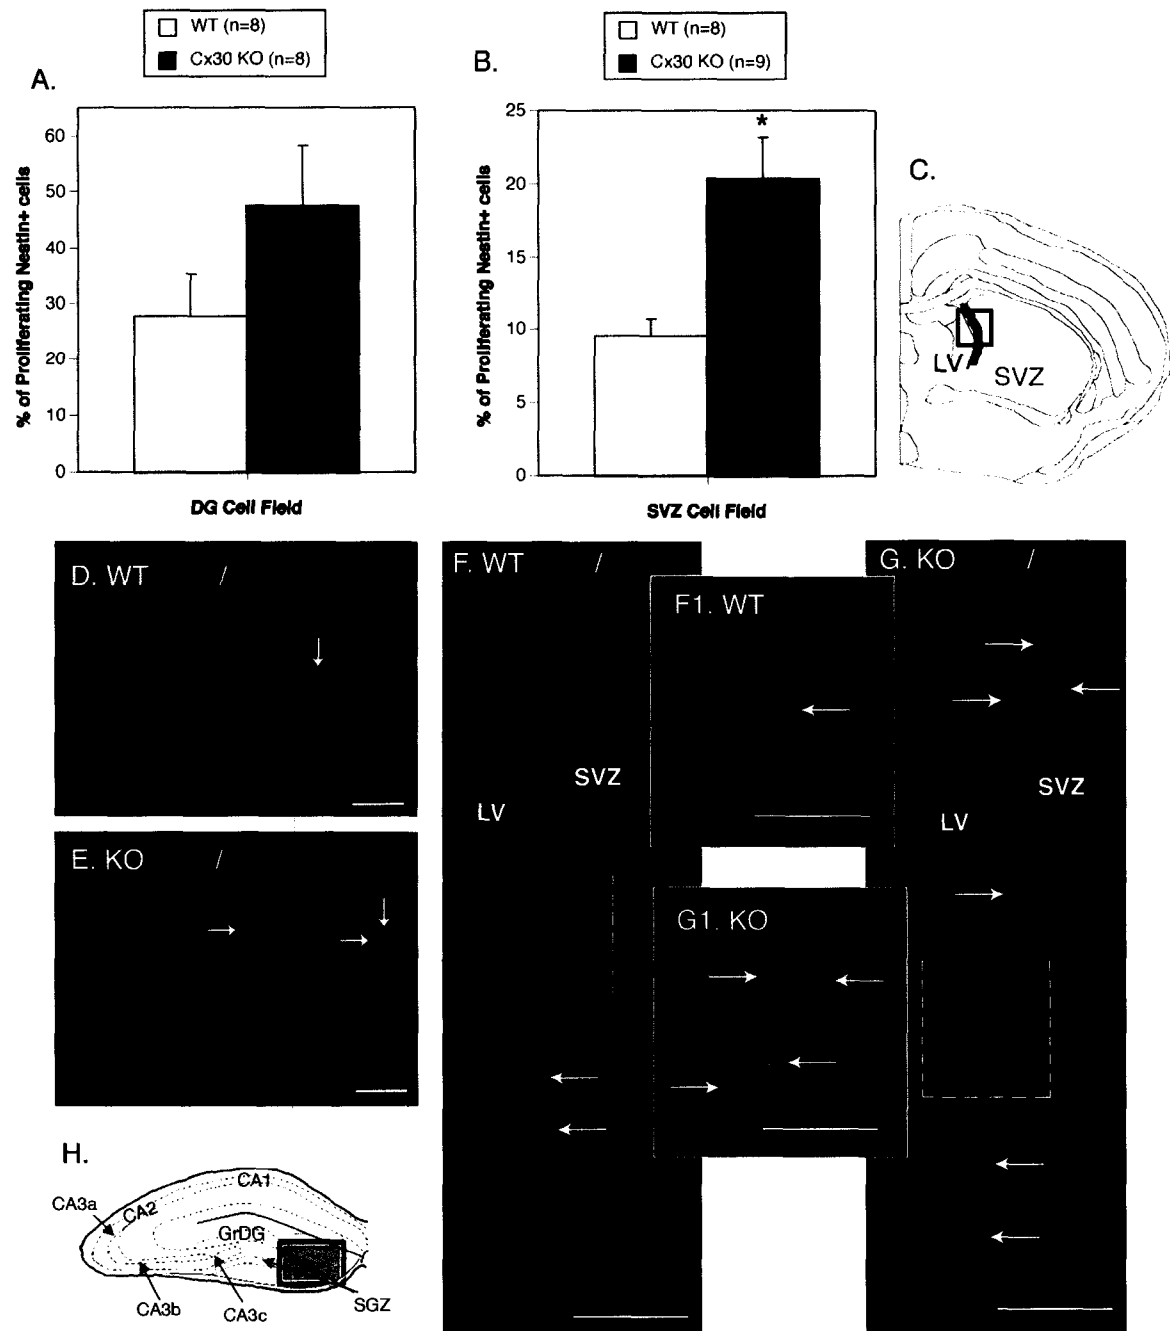 WT (n=8)
Cx30 KO (n=8)
WT (n=8)
Cx30 KO (n=9)
A.
B.
C.
60
50
40
30
20
10
0
% of Proliferating Nestin+ cells
DG Cell Field
25
20
15
10
5
0
% of Proliferating Nestin+ cells
*
SVZ Cell Field
LV
SVZ
D. WT /
E. KO /
F. WT /
SVZ
LV
F1. WT
G1. KO
G. KO /
SVZ
LV
H.
CA1
CA2
CA3a
GrDG
CA3b
CA3c
SGZ